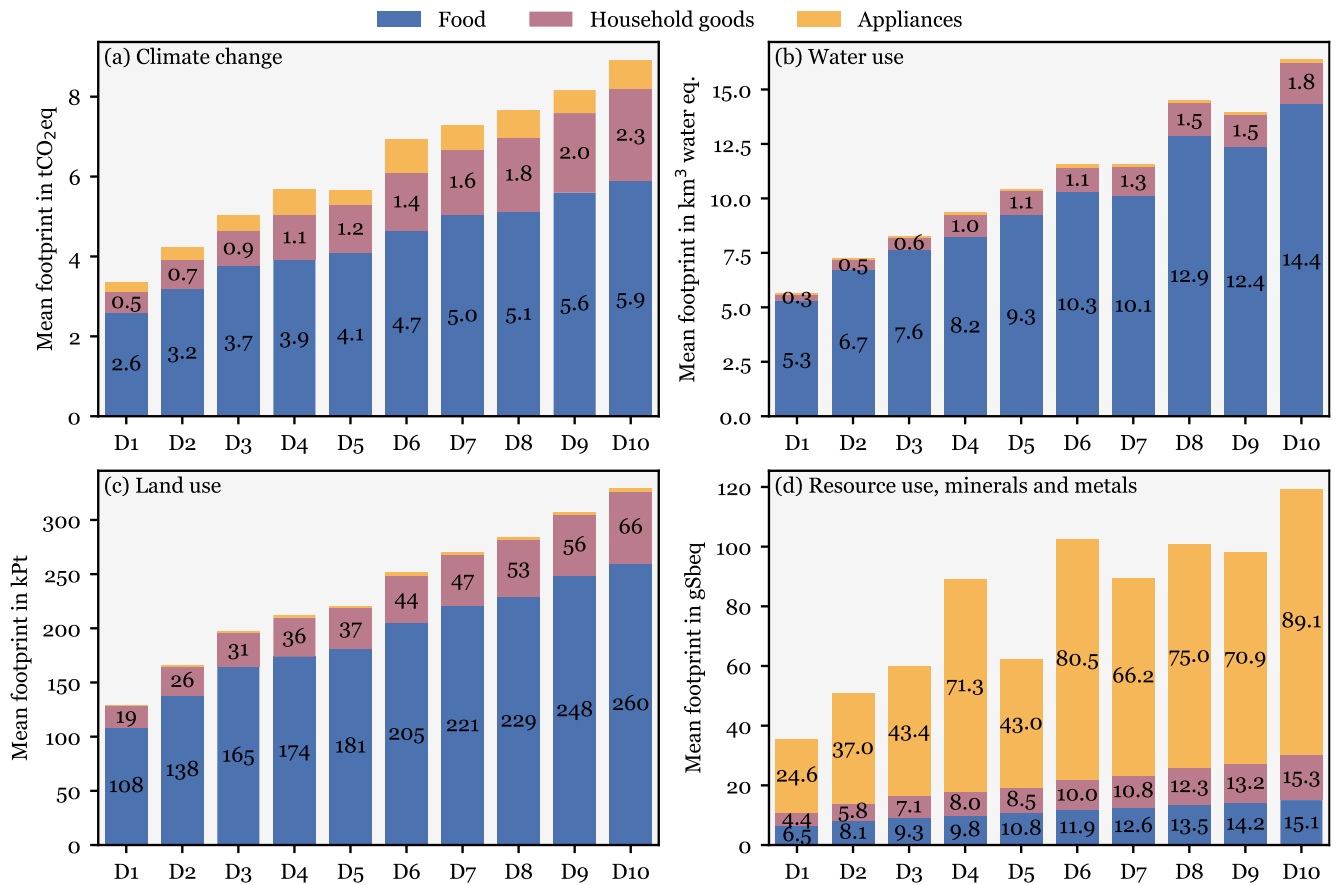 Food Household goods Appliances
(a) Climate change
Mean footprint in tCO₂eq
8
6
4
2
0
0.5 0.7 0.9 1.1 1.2 1.4 1.6 1.8 2.0 2.3
2.6 3.2 3.7 3.9 4.1 4.7 5.0 5.1 5.6 5.9
D1 D2 D3 D4 D5 D6 D7 D8 D9 D10
(b) Water use
Mean footprint in km³ water eq.
15.0
12.5
10.0
7.5
5.0
2.5
0.0
0.3 0.5 0.6 1.0 1.1 1.1 1.3 1.5 1.5 1.8
5.3 6.7 7.6 8.2 9.3 10.3 10.1 12.9 12.4 14.4
D1 D2 D3 D4 D5 D6 D7 D8 D9 D10
(c) Land use
Mean footprint in kPt
300
250
200
150
100
50
0
19 26 31 36 37 44 47 53 56 66
108 138 165 174 181 205 221 229 248 260
D1 D2 D3 D4 D5 D6 D7 D8 D9 D10
(d) Resource use, minerals and metals
Mean footprint in gSbeq
120
100
80
60
40
20
0
24.6 37.0 43.4 71.3 43.0 80.5 66.2 75.0 70.9 89.1
4.4 5.8 7.1 8.0 8.5 10.0 10.8 12.3 13.2 15.3
6.5 8.1 9.3 9.8 10.8 11.9 12.6 13.5 14.2 15.1
D1 D2 D3 D4 D5 D6 D7 D8 D9 D10